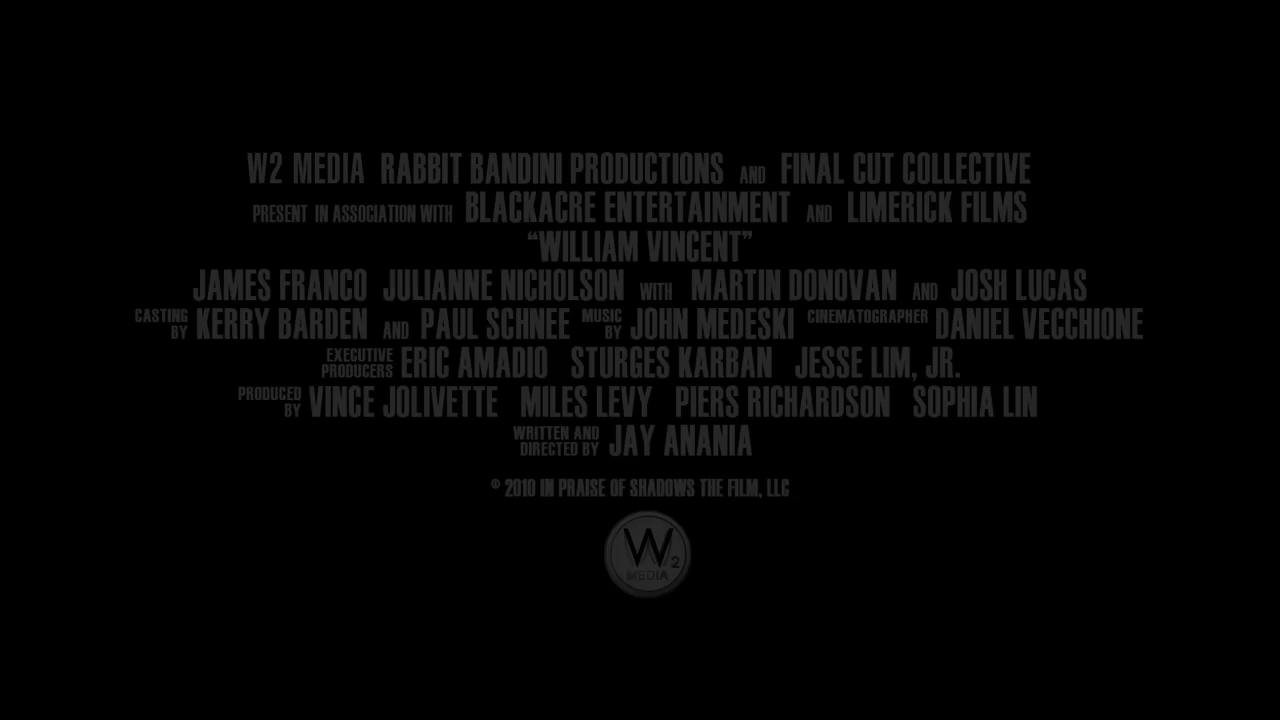 W2 MEDIA RABBIT BANDINI PRODUCTIONS AND FINAL CUT COLLECTIVE
PRESENT IN ASSOCIATION WITH BLACKACRE ENTERTAINMENT AND LIMERICK FILMS
“WILLIAM VINCENT”
JAMES FRANCO JULIANNE NICHOLSON WITH MARTIN DONOVAN AND JOSH LUCAS
CASTING BY KERRY BARDEN AND PAUL SCHNEE MUSIC BY JOHN MEDESKI CINEMATOGRAPHER DANIEL VECCHIONE
EXECUTIVE PRODUCERS ERIC AMADIO STURGES KARBAN JESSE LIM, JR.
PRODUCED BY VINCE JOLIVETTE MILES LEVY PIERS RICHARDSON SOPHIA LIN
WRITTEN AND DIRECTED BY JAY ANANIA
© 2010 IN PRAISE OF SHADOWS THE FILM, LLC
W2
MEDIA